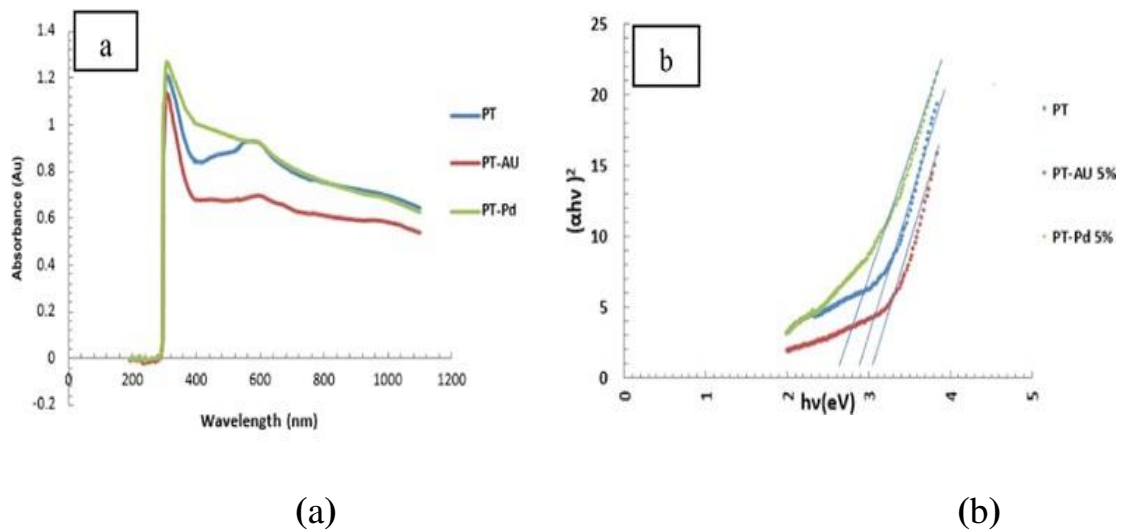 a
1.4
1.2
1
0.8
0.6
0.4
0.2
0
-0.2
0
200
400
600
800
1000
1200
Absorbance (Au)
Wavelength (nm)
PT
PT-AU
PT-Pd
b
25
20
15
10
5
0
0
1
2
3
4
5
(αhν )²
hν(eV)
PT
PT-AU 5%
PT-Pd 5%
(a)
(b)